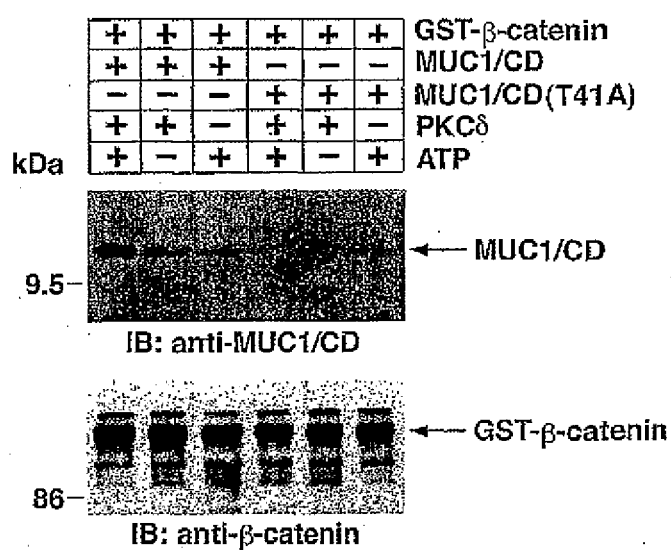 + + + + + + GST-β-catenin
+ + + − − − MUC1/CD
− − − + + + MUC1/CD(T41A)
+ + − + + − PKCδ
kDa + − + + − + ATP
MUC1/CD
9.5
IB: anti-MUC1/CD
GST-β-catenin
86
IB: anti-β-catenin